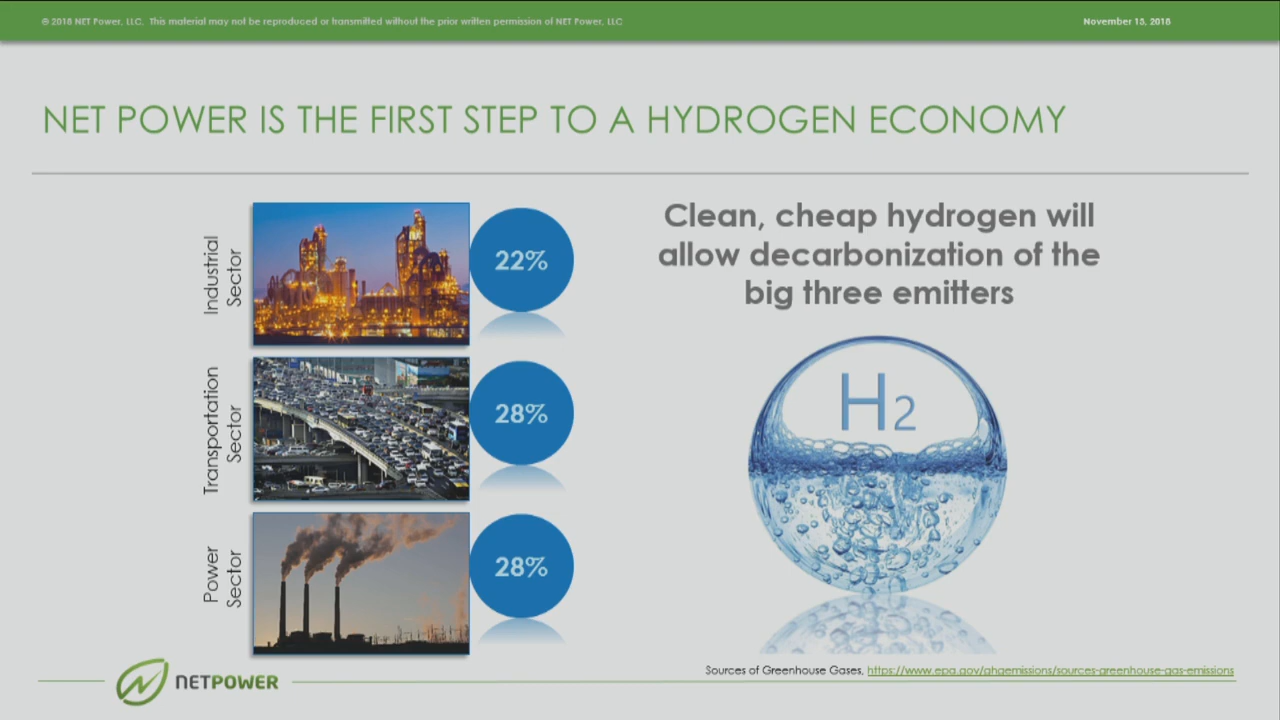 © 2018 NET Power, LLC. This material may not be reproduced or transmitted without the prior written permission of NET Power, LLC
November 13, 2018
NET POWER IS THE FIRST STEP TO A HYDROGEN ECONOMY
Industrial
Sector
22%
Transportation
Sector
28%
Power
Sector
28%
Clean, cheap hydrogen will
allow decarbonization of the
big three emitters
H2
Sources of Greenhouse Gases, https://www.epa.gov/ghgemissions/sources-greenhouse-gas-emissions
NETPOWER